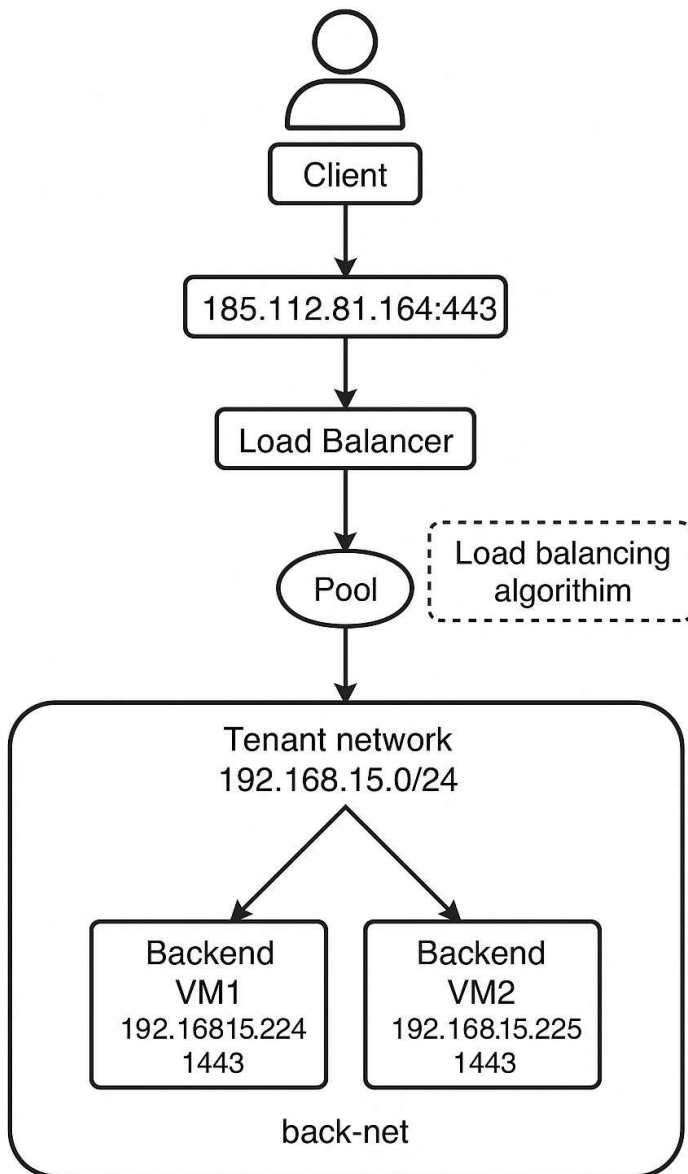 Client
185.112.81.164:443
Load Balancer
Pool
Load balancing
algorithim
Tenant network
192.168.15.0/24
Backend
VM1
192.16815.224
1443
Backend
VM2
192.168.15.225
1443
back-net